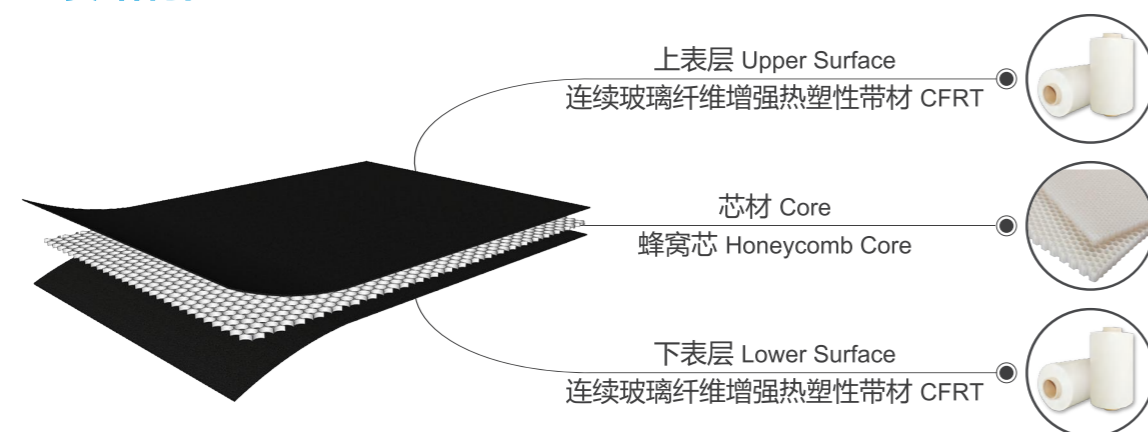 上表层 Upper Surface
连续玻璃纤维增强热塑性带材 CFRT
芯材 Core
蜂窝芯 Honeycomb Core
下表层 Lower Surface
连续玻璃纤维增强热塑性带材 CFRT